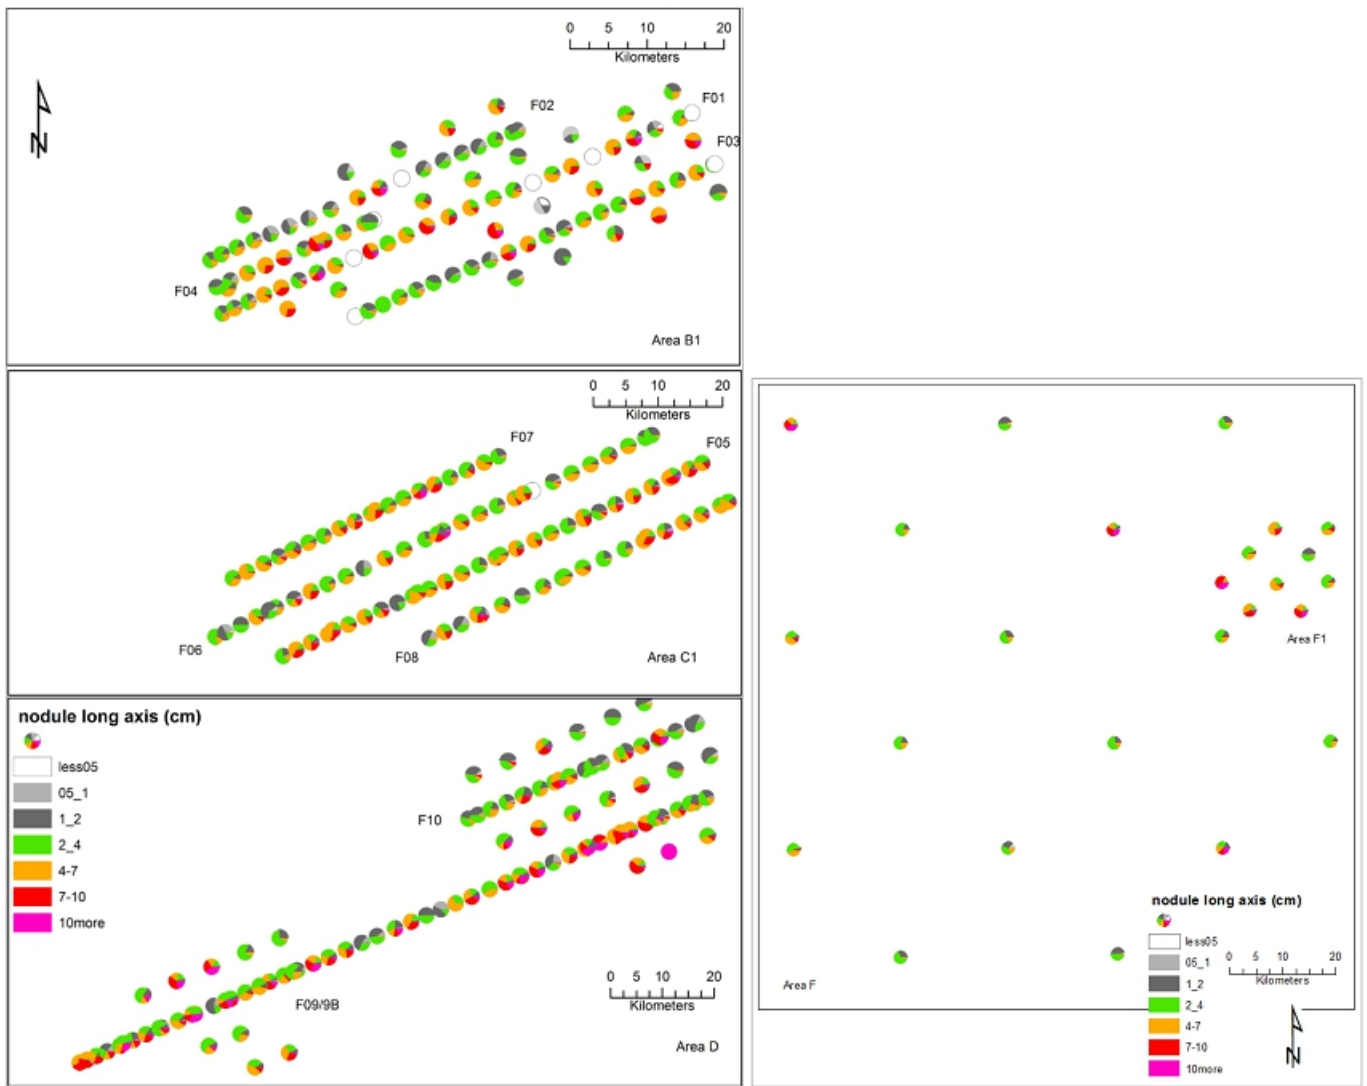 0 5 10 20
Kilometers
F01
F02
F03
N
F04
Area B1
0 5 10 20
Kilometers
F07
F05
F06
F08
Area C1
nodule long axis (cm)
less05
05_1
1_2
2_4
4-7
7-10
10more
F10
F09/9B
0 5 10 20
Kilometers
Area D
Area F1
Area F
nodule long axis (cm)
less05
05_1
1_2
2_4
4-7
7-10
10more
0 5 10 20
Kilometers
N